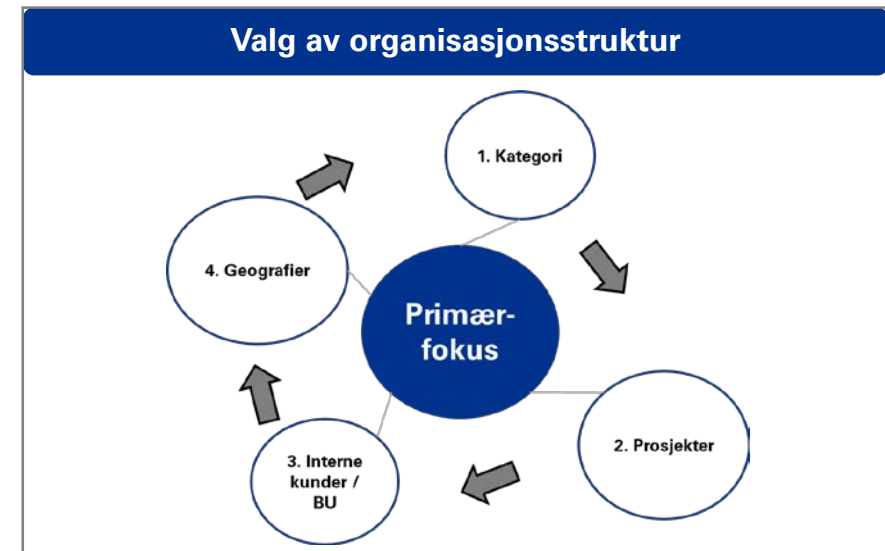 Valg av organisasjonsstruktur
1. Kategori
4. Geografier
Primær-
fokus
2. Prosjekter
3. Interne
kunder /
BU